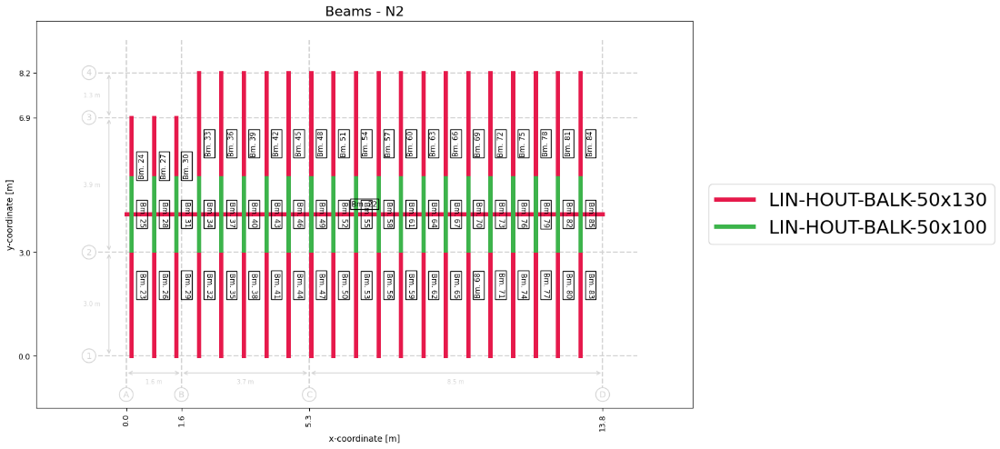 Beams - N2
LIN-HOUT-BALK-50x130
LIN-HOUT-BALK-50x100
y-coordinate [m]
8.2
6.9
3.0
0.0
4
3
2
1
1.3 m
3.9 m
3.0 m
Bm. 24
Bm. 27
Bm. 30
Bm. 33
Bm. 36
Bm. 39
Bm. 42
Bm. 45
Bm. 48
Bm. 51
Bm. 54
Bm. 57
Bm. 60
Bm. 63
Bm. 66
Bm. 69
Bm. 72
Bm. 75
Bm. 78
Bm. 81
Bm. 84
Bm. 25
Bm. 28
Bm. 31
Bm. 34
Bm. 37
Bm. 40
Bm. 43
Bm. 46
Bm. 49
Bm. 52
Bm. 55
Bm. 58
Bm. 61
Bm. 64
Bm. 67
Bm. 70
Bm. 73
Bm. 76
Bm. 79
Bm. 82
Bm. 85
Bm. 23
Bm. 26
Bm. 29
Bm. 32
Bm. 35
Bm. 38
Bm. 41
Bm. 44
Bm. 47
Bm. 50
Bm. 53
Bm. 56
Bm. 59
Bm. 62
Bm. 65
Bm. 68
Bm. 71
Bm. 74
Bm. 77
Bm. 80
Bm. 83
1.6 m
3.7 m
8.5 m
A
B
C
D
0.0
1.6
5.3
13.8
x-coordinate [m]